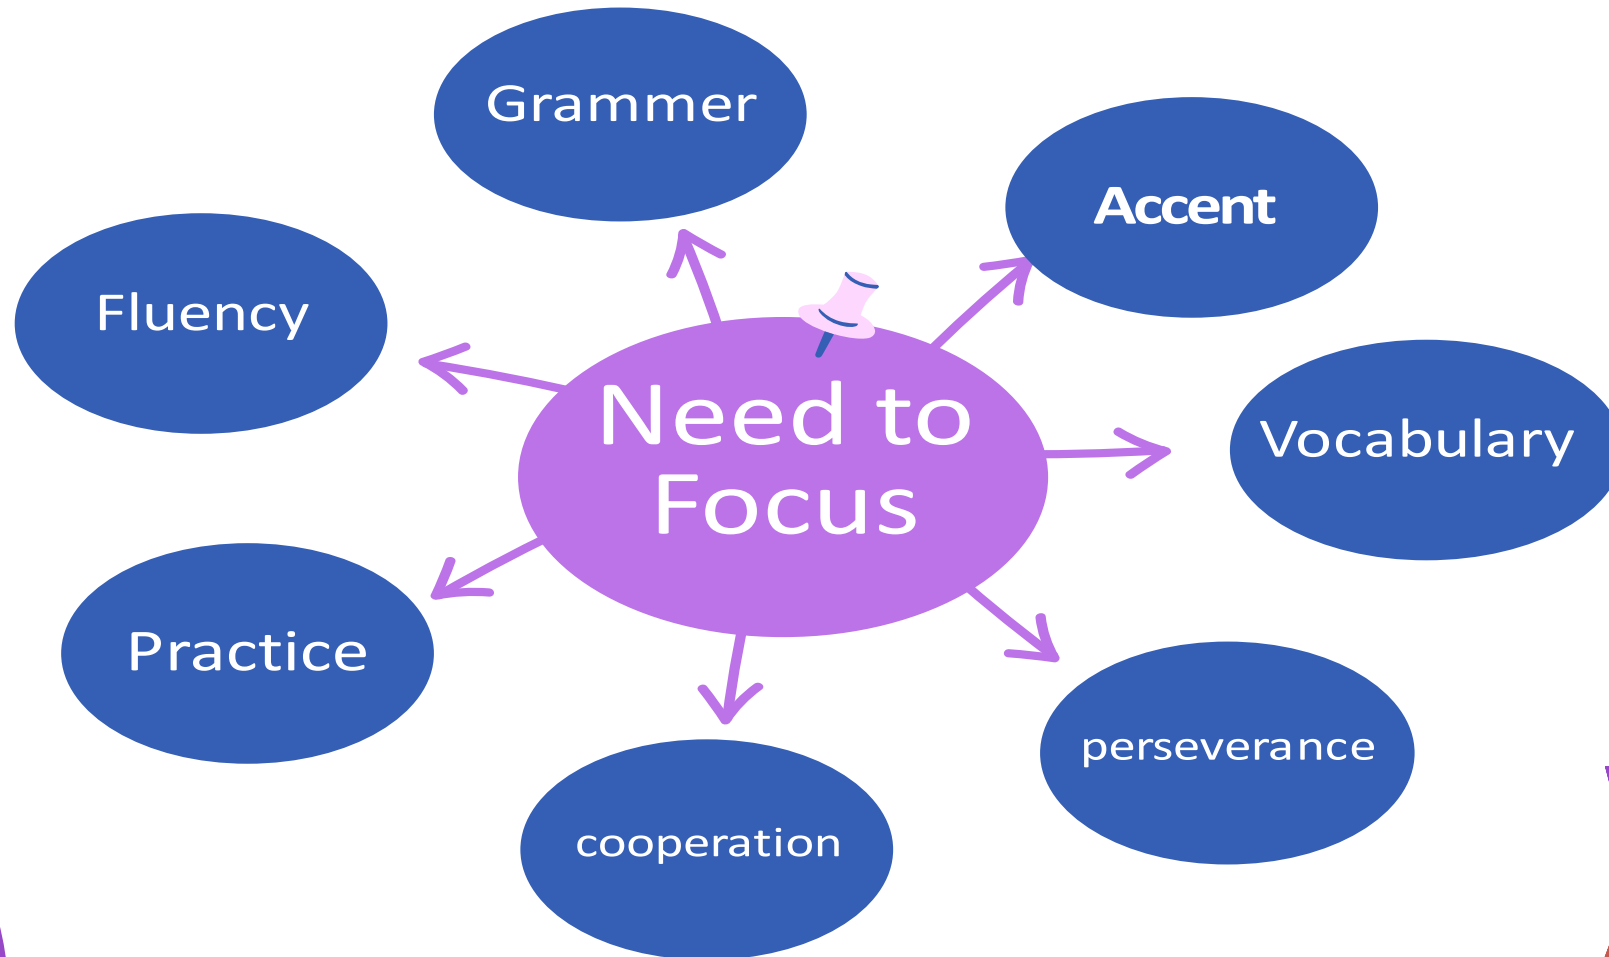 Grammer
Accent
Fluency
Need to
Focus
Vocabulary
Practice
perseverance
cooperation